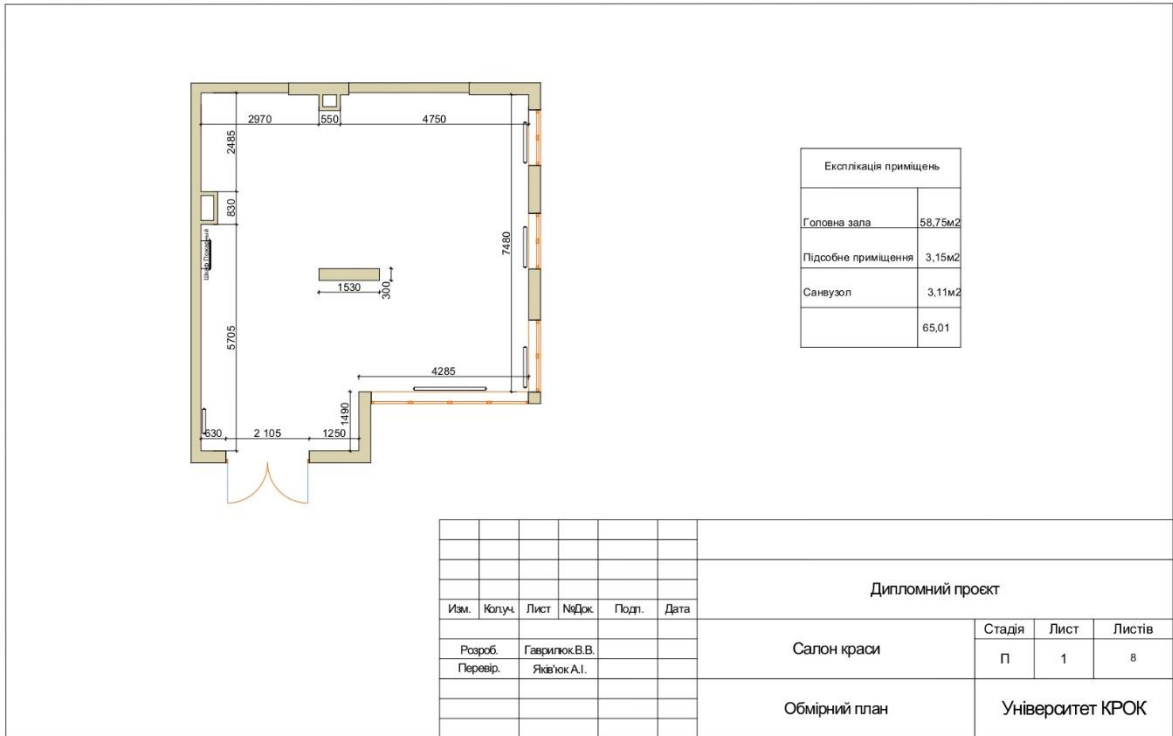 2970
550
4750
2485
830
Шкаф Пожарный
7480
1530
300
5705
4285
1490
630
2 105
1250
Експлікація приміщень
Головна зала 58,75м2
Підсобне приміщення 3,15м2
Санвузол 3,11м2
65,01
Дипломний проєкт
Изм. Кол.уч. Лист №Док. Подп. Дата
Салон краси
Стадія Лист Листів
П 1 8
Розроб. Гаврилюк.В.В.
Перевір. Яків'юк А.І.
Обмірний план
Університет КРОК